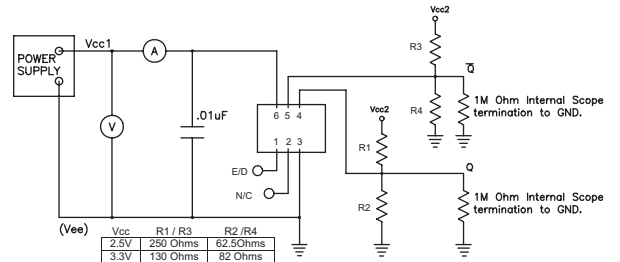 Vcc2
R3
Vcc1
A
Q
POWER
SUPPLY
R4
1M Ohm Internal Scope
termination to GND.
V
.01uF
6 5 4
Vcc2
1 2 3
R1
E/D
Q
N/C
R2
1M Ohm Internal Scope
termination to GND.
(Vee)
Vcc R1 / R3 R2 /R4
2.5V 250 Ohms 62.5Ohms
3.3V 130 Ohms 82 Ohms